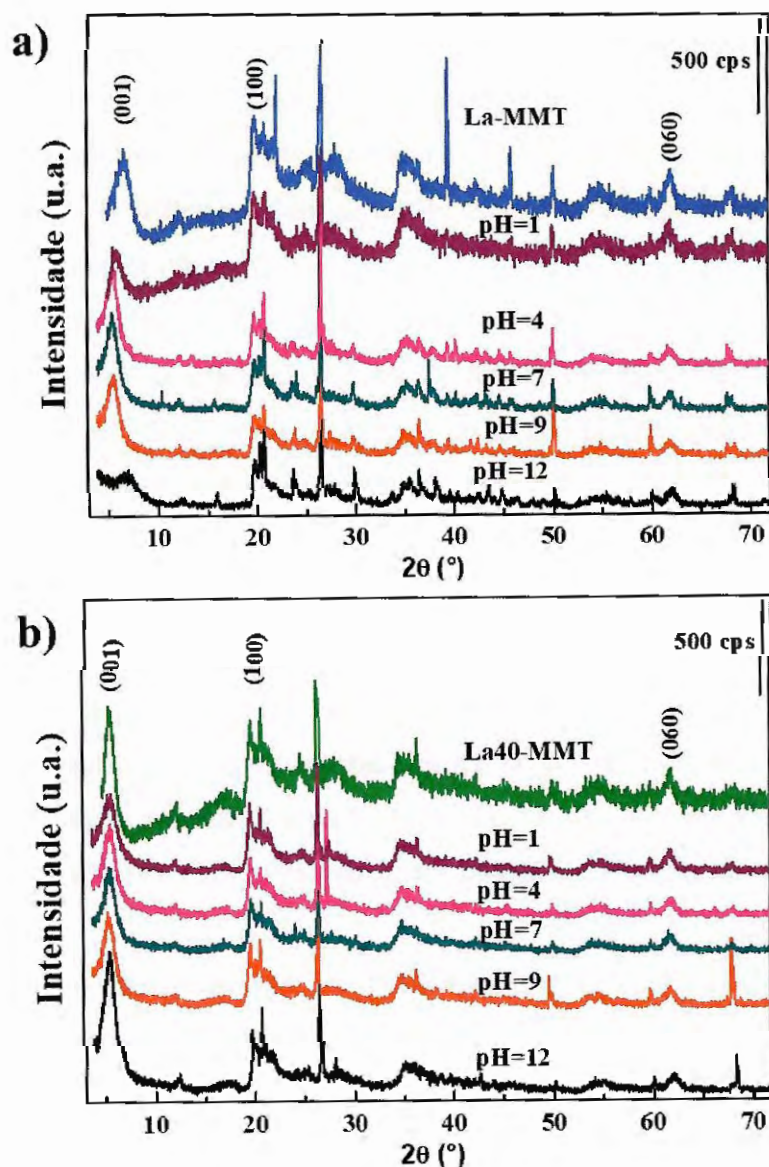 a)
500 cps
(001)
(100)
La-MMT
(060)
pH=1
pH=4
pH=7
pH=9
pH=12
Intensidade (u.a.)
10 20 30 40 50 60 70
2θ (°)
b)
500 cps
(001)
(100)
La40-MMT
(060)
pH=1
pH=4
pH=7
pH=9
pH=12
Intensidade (u.a.)
10 20 30 40 50 60 70
2θ (°)